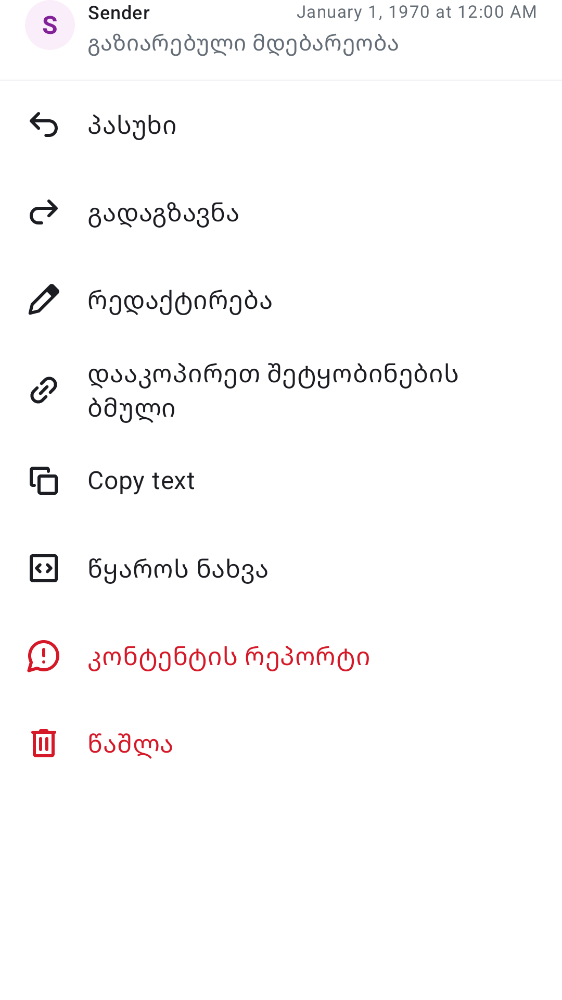 S
Sender
January 1, 1970 at 12:00 AM
გაზიარებული მდებარეობა
პასუხი
გადაგზავნა
რედაქტირება
დააკოპირეთ შეტყობინების
ბმული
Copy text
წყაროს ნახვა
კონტენტის რეპორტი
წაშლა